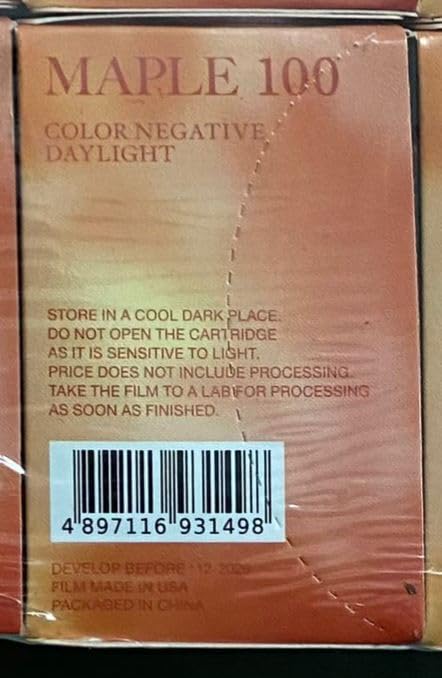 MAPLE 100
COLOR NEGATIVE
DAYLIGHT
STORE IN A COOL DARK PLACE.
DO NOT OPEN THE CARTRIDGE
AS IT IS SENSITIVE TO LIGHT.
PRICE DOES NOT INCLUDE PROCESSING.
TAKE THE FILM TO A LAB FOR PROCESSING
AS SOON AS FINISHED.
4 897116 931498
DEVELOP BEFORE 12
FILM MADE IN USA
PACKAGED IN CHINA